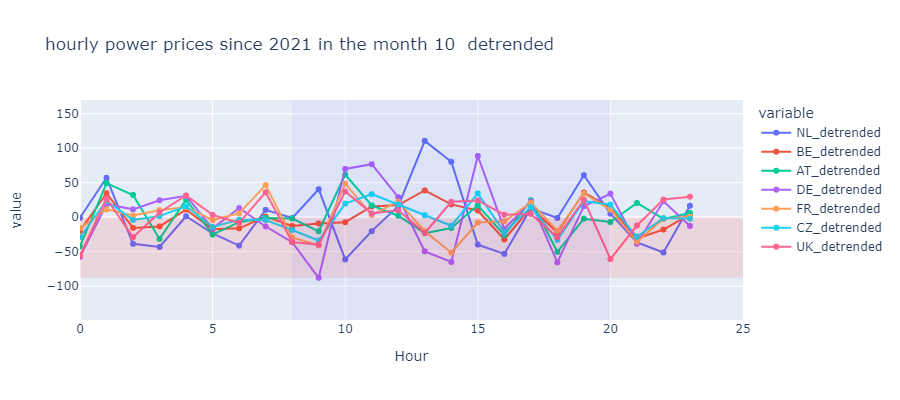 hourly power prices since 2021 in the month 10  detrended
variable
NL_detrended
BE_detrended
AT_detrended
DE_detrended
FR_detrended
CZ_detrended
UK_detrended
value
150
100
50
0
−50
−100
0 5 10 15 20 25
Hour